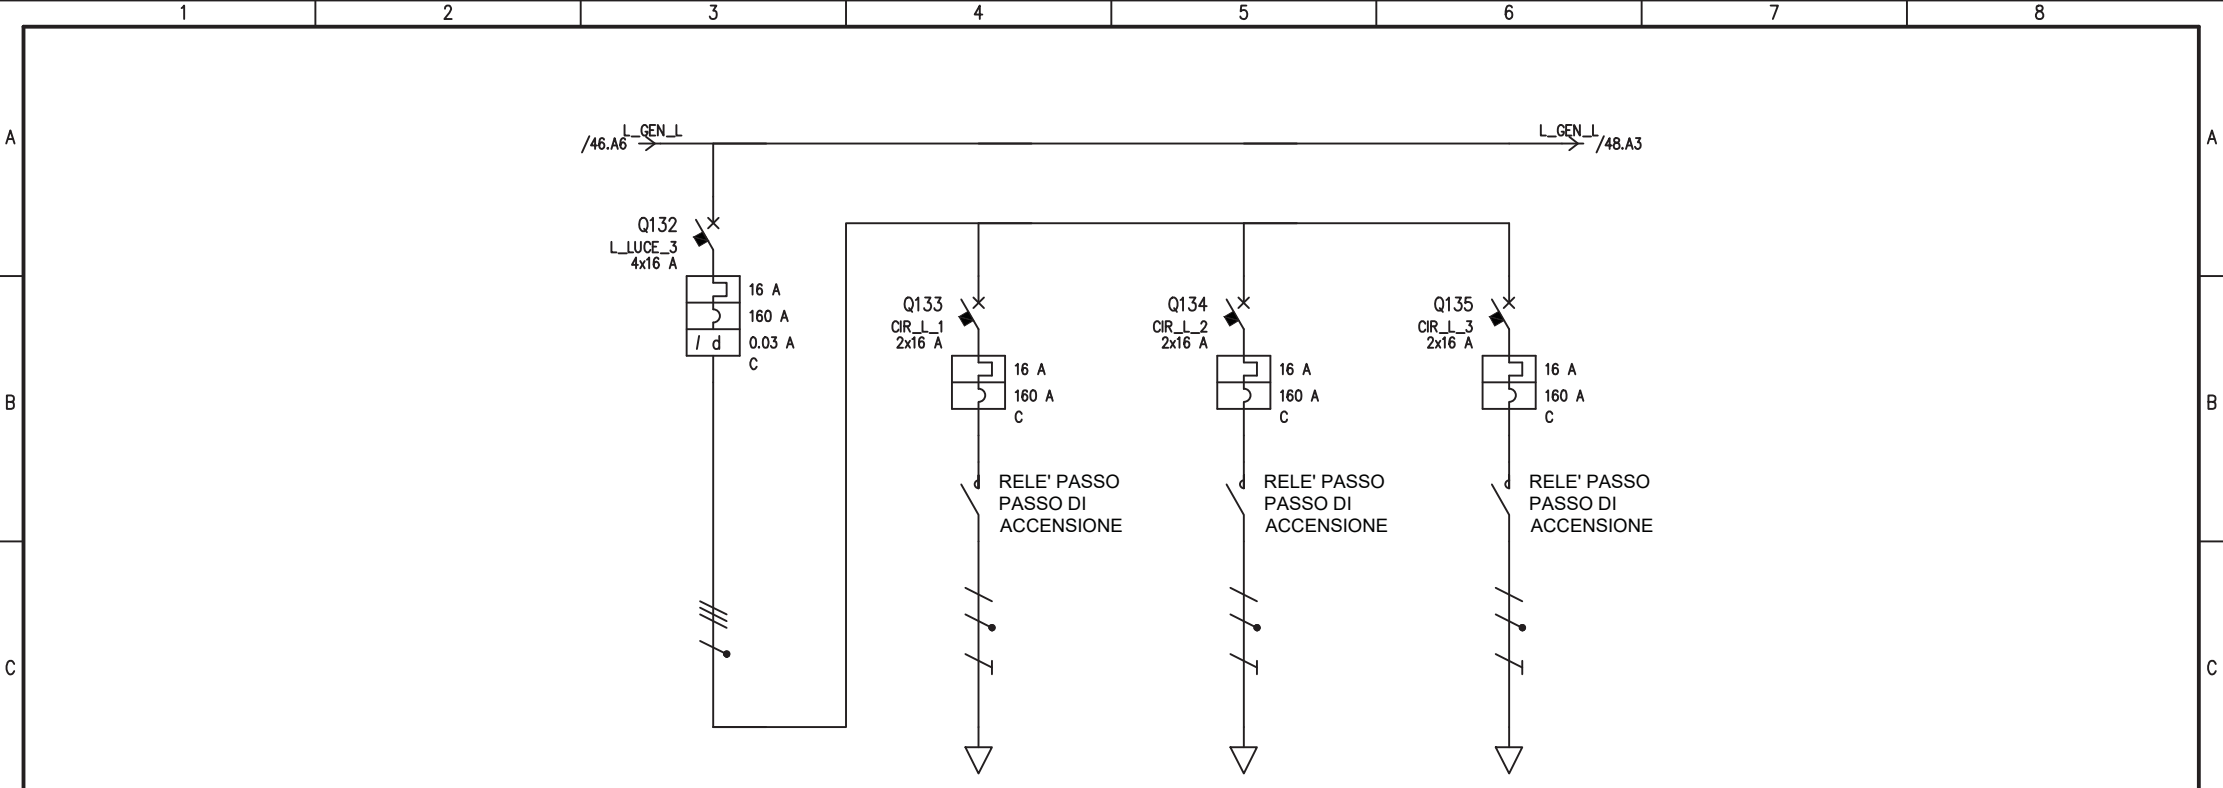 1 2 3 4 5 6 7 8
A A
L_GEN_L L_GEN_L
/46.A6 /48.A3
Q132
L_LUCE_3
4x16 A
16 A
160 A
I d 0.03 A
C
Q133
CIR_L_1
2x16 A
16 A
160 A
C
Q134
CIR_L_2
2x16 A
16 A
160 A
C
Q135
CIR_L_3
2x16 A
16 A
160 A
C
B B
RELE' PASSO
PASSO DI
ACCENSIONE
RELE' PASSO
PASSO DI
ACCENSIONE
RELE' PASSO
PASSO DI
ACCENSIONE
C C